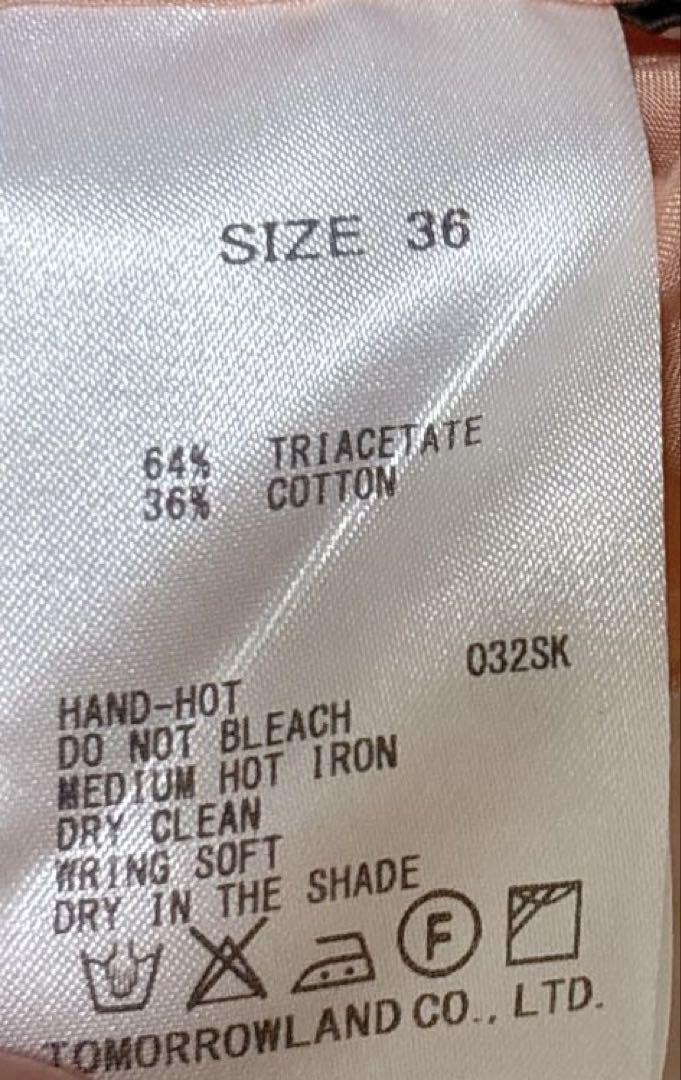 SIZE 36
64% TRIACETATE
36% COTTON
032SK
HAND-HOT
DO NOT BLEACH
MEDIUM HOT IRON
DRY CLEAN
WRING SOFT
DRY IN THE SHADE
F
TOMORROWLAND CO., LTD.